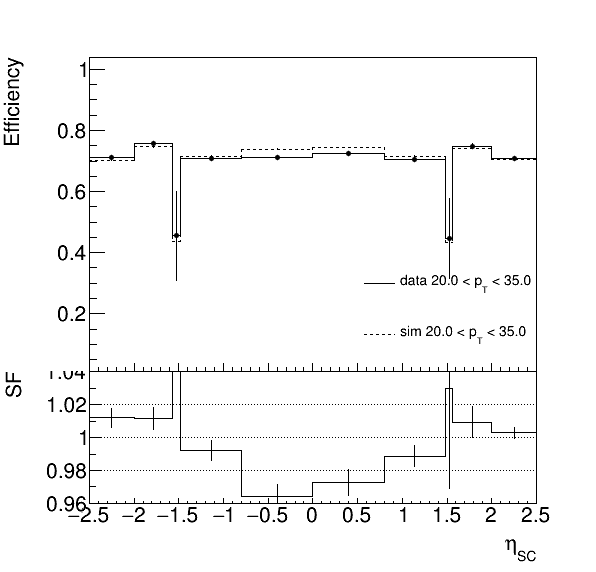 Efficiency
1
0.8
0.6
0.4
0.2
data 20.0 < p_T < 35.0
sim 20.0 < p_T < 35.0
SF
1.04
1.02
1
0.98
0.96
−2.5 −2 −1.5 −1 −0.5 0 0.5 1 1.5 2 2.5
η_SC